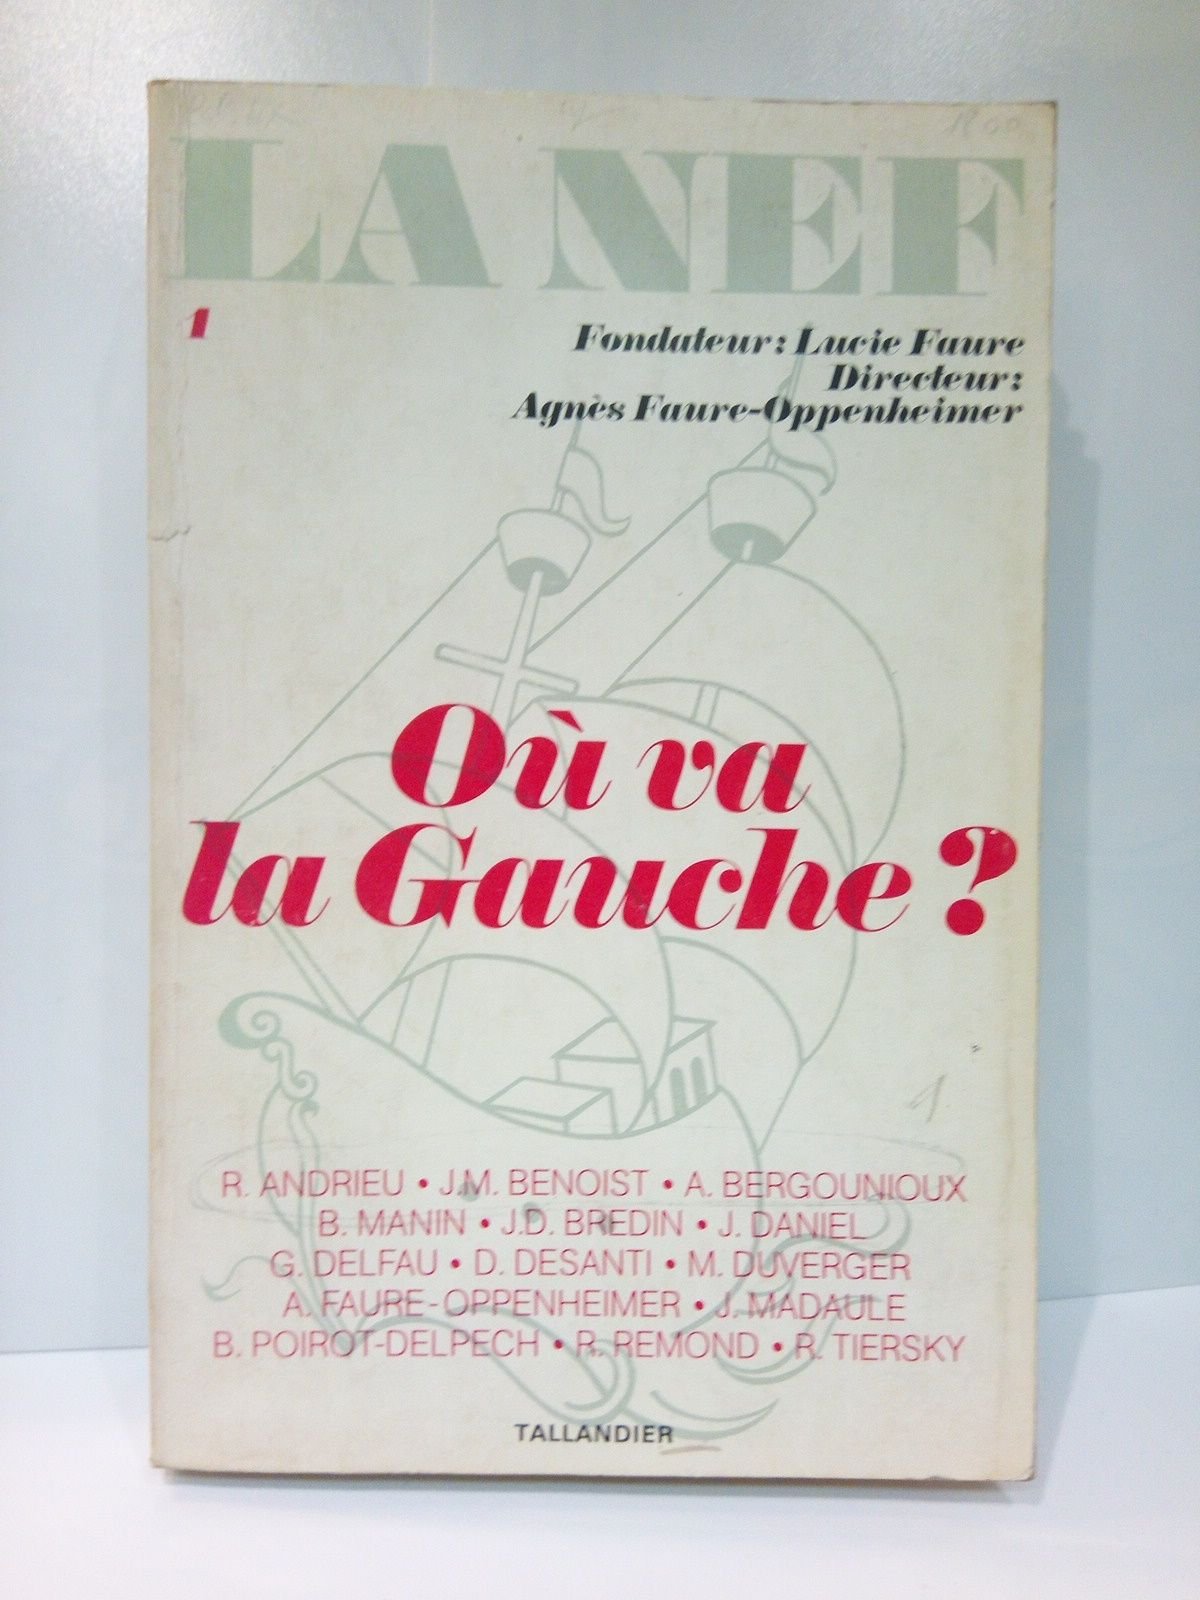 LA NEF
1
Fondateur: Lucie Faure
Directeur:
Agnès Faure-Oppenheimer
Où va
la Gauche ?
R. ANDRIEU • J.M. BENOIST • A. BERGOUNIOUX
B. MANIN • J.D. BREDIN • J. DANIEL
G. DELFAU • D. DESANTI • M. DUVERGER
A. FAURE-OPPENHEIMER • J. MADAULE
B. POIROT-DELPECH • R. REMOND • R. TIERSKY
TALLANDIER